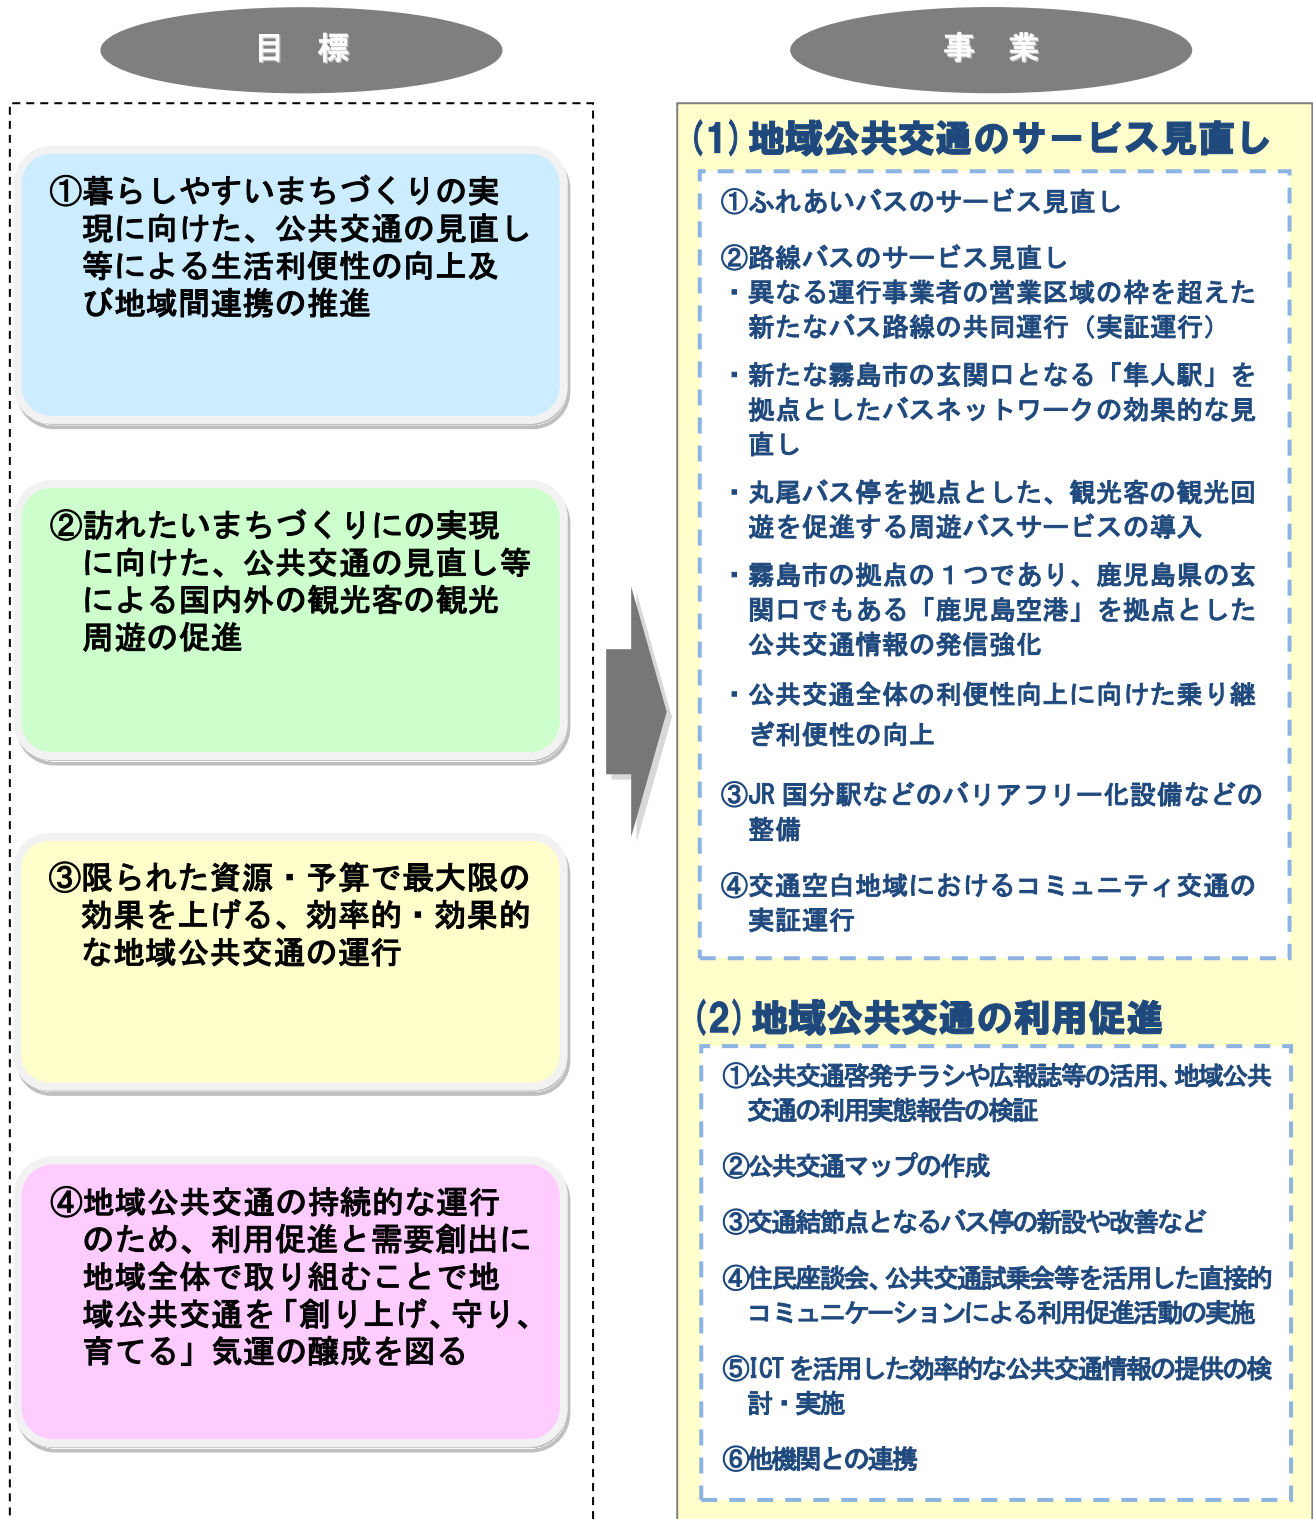 目　標
①暮らしやすいまちづくりの実
現に向けた、公共交通の見直し
等による生活利便性の向上及
び地域間連携の推進
②訪れたいまちづくりにの実現
に向けた、公共交通の見直し等
による国内外の観光客の観光
周遊の促進
③限られた資源・予算で最大限の
効果を上げる、効率的・効果的
な地域公共交通の運行
④地域公共交通の持続的な運行
のため、利用促進と需要創出に
地域全体で取り組むことで地
域公共交通を「創り上げ、守り、
育てる」気運の醸成を図る
事　業
(1)地域公共交通のサービス見直し
①ふれあいバスのサービス見直し
②路線バスのサービス見直し
・異なる運行事業者の営業区域の枠を超えた
新たなバス路線の共同運行（実証運行）
・新たな霧島市の玄関口となる「隼人駅」を
拠点としたバスネットワークの効果的な見
直し
・丸尾バス停を拠点とした、観光客の観光回
遊を促進する周遊バスサービスの導入
・霧島市の拠点の１つであり、鹿児島県の玄
関口でもある「鹿児島空港」を拠点とした
公共交通情報の発信強化
・公共交通全体の利便性向上に向けた乗り継
ぎ利便性の向上
③JR 国分駅などのバリアフリー化設備などの
整備
④交通空白地域におけるコミュニティ交通の
実証運行
(2)地域公共交通の利用促進
①公共交通啓発チラシや広報誌等の活用、地域公共
交通の利用実態報告の検証
②公共交通マップの作成
③交通結節点となるバス停の新設や改善など
④住民座談会、公共交通試乗会等を活用した直接的
コミュニケーションによる利用促進活動の実施
⑤ICT を活用した効率的な公共交通情報の提供の検
討・実施
⑥他機関との連携